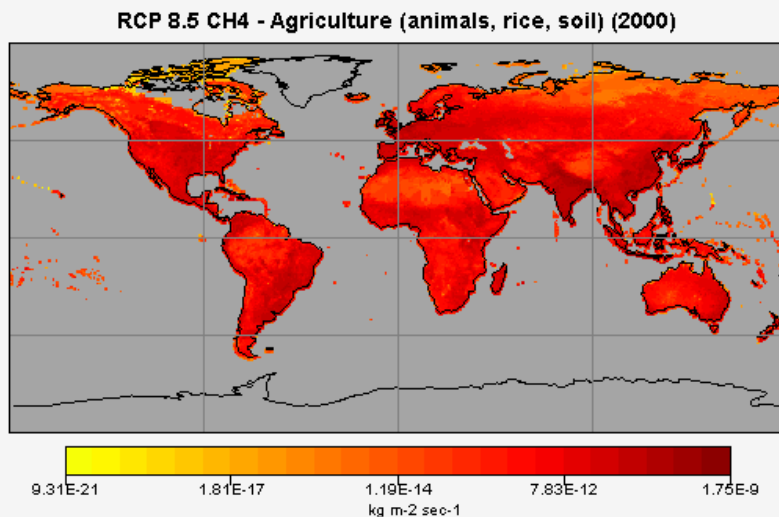 RCP 8.5 CH4 - Agriculture (animals, rice, soil) (2000)
9.31E-21 1.81E-17 1.19E-14 7.83E-12 1.75E-9
kg m-2 sec-1